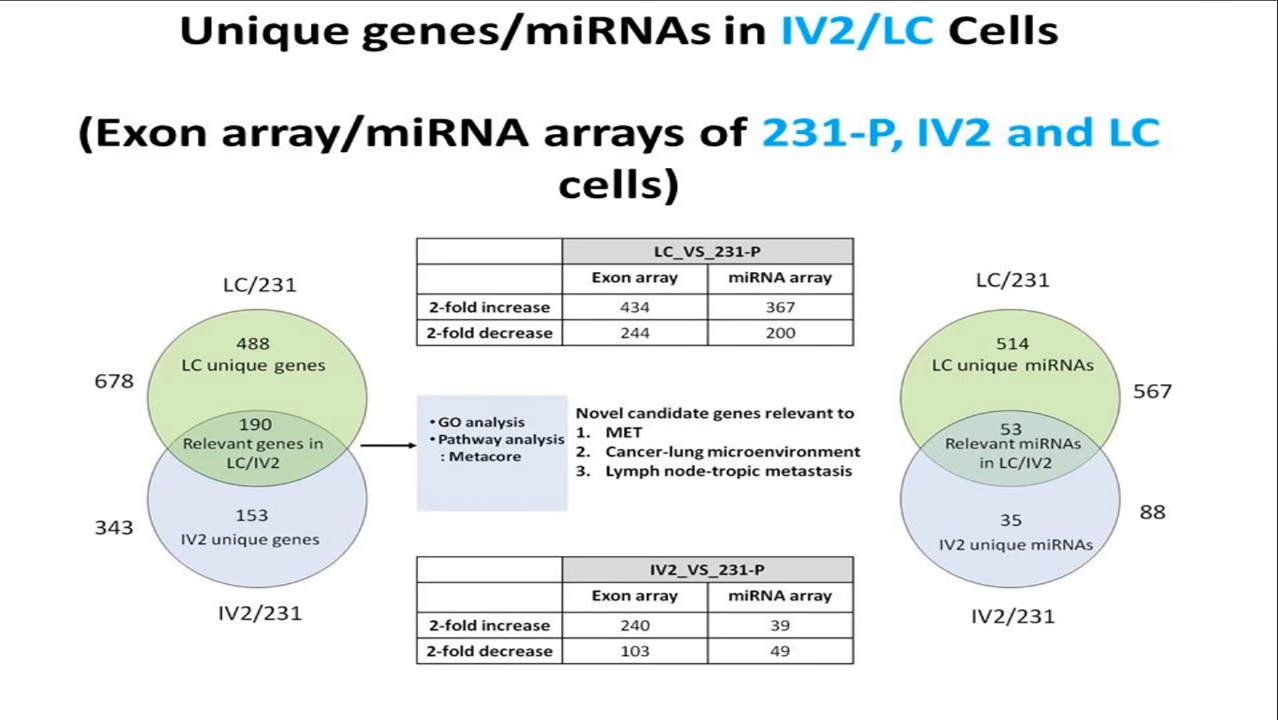 Unique genes/miRNAs in IV2/LC Cells
(Exon array/miRNA arrays of 231-P, IV2 and LC
cells)
LC/231
488
LC unique genes
678
190
Relevant genes in
LC/IV2
153
IV2 unique genes
343
IV2/231
LC_VS_231-P
Exon array miRNA array
2-fold increase 434 367
2-fold decrease 244 200
•GO analysis
•Pathway analysis
: Metacore
Novel candidate genes relevant to
1. MET
2. Cancer-lung microenvironment
3. Lymph node-tropic metastasis
IV2_VS_231-P
Exon array miRNA array
2-fold increase 240 39
2-fold decrease 103 49
LC/231
514
LC unique miRNAs
567
53
Relevant miRNAs
in LC/IV2
35
IV2 unique miRNAs
88
IV2/231